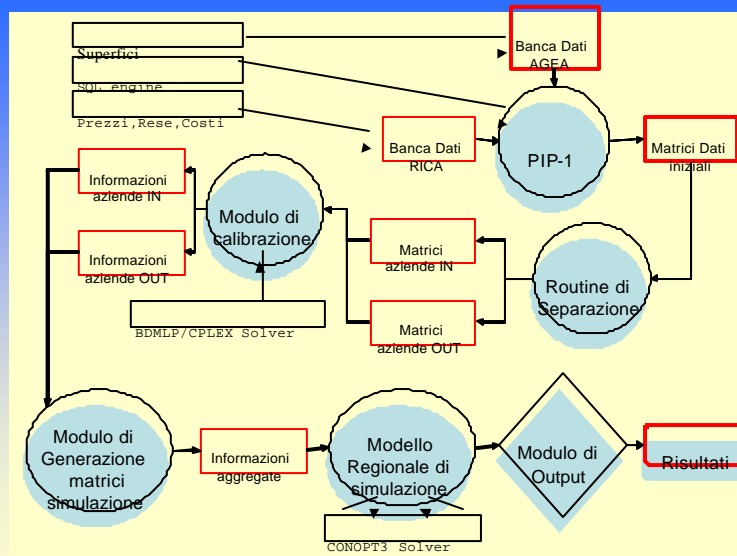 Superfici
SQL engine
Prezzi,Rese,Costi
Banca Dati
AGEA
Banca Dati
RICA
PIP-1
Matrici Dati
iniziali
Informazioni
aziende IN
Informazioni
aziende OUT
Modulo di
calibrazione
Matrici
aziende IN
Matrici
aziende OUT
Routine di
Separazione
BDMLP/CPLEX Solver
Modulo di
Generazione
matrici
simulazione
Informazioni
aggregate
Modello
Regionale di
simulazione
Modulo di
Output
Risultati
CONOPT3 Solver